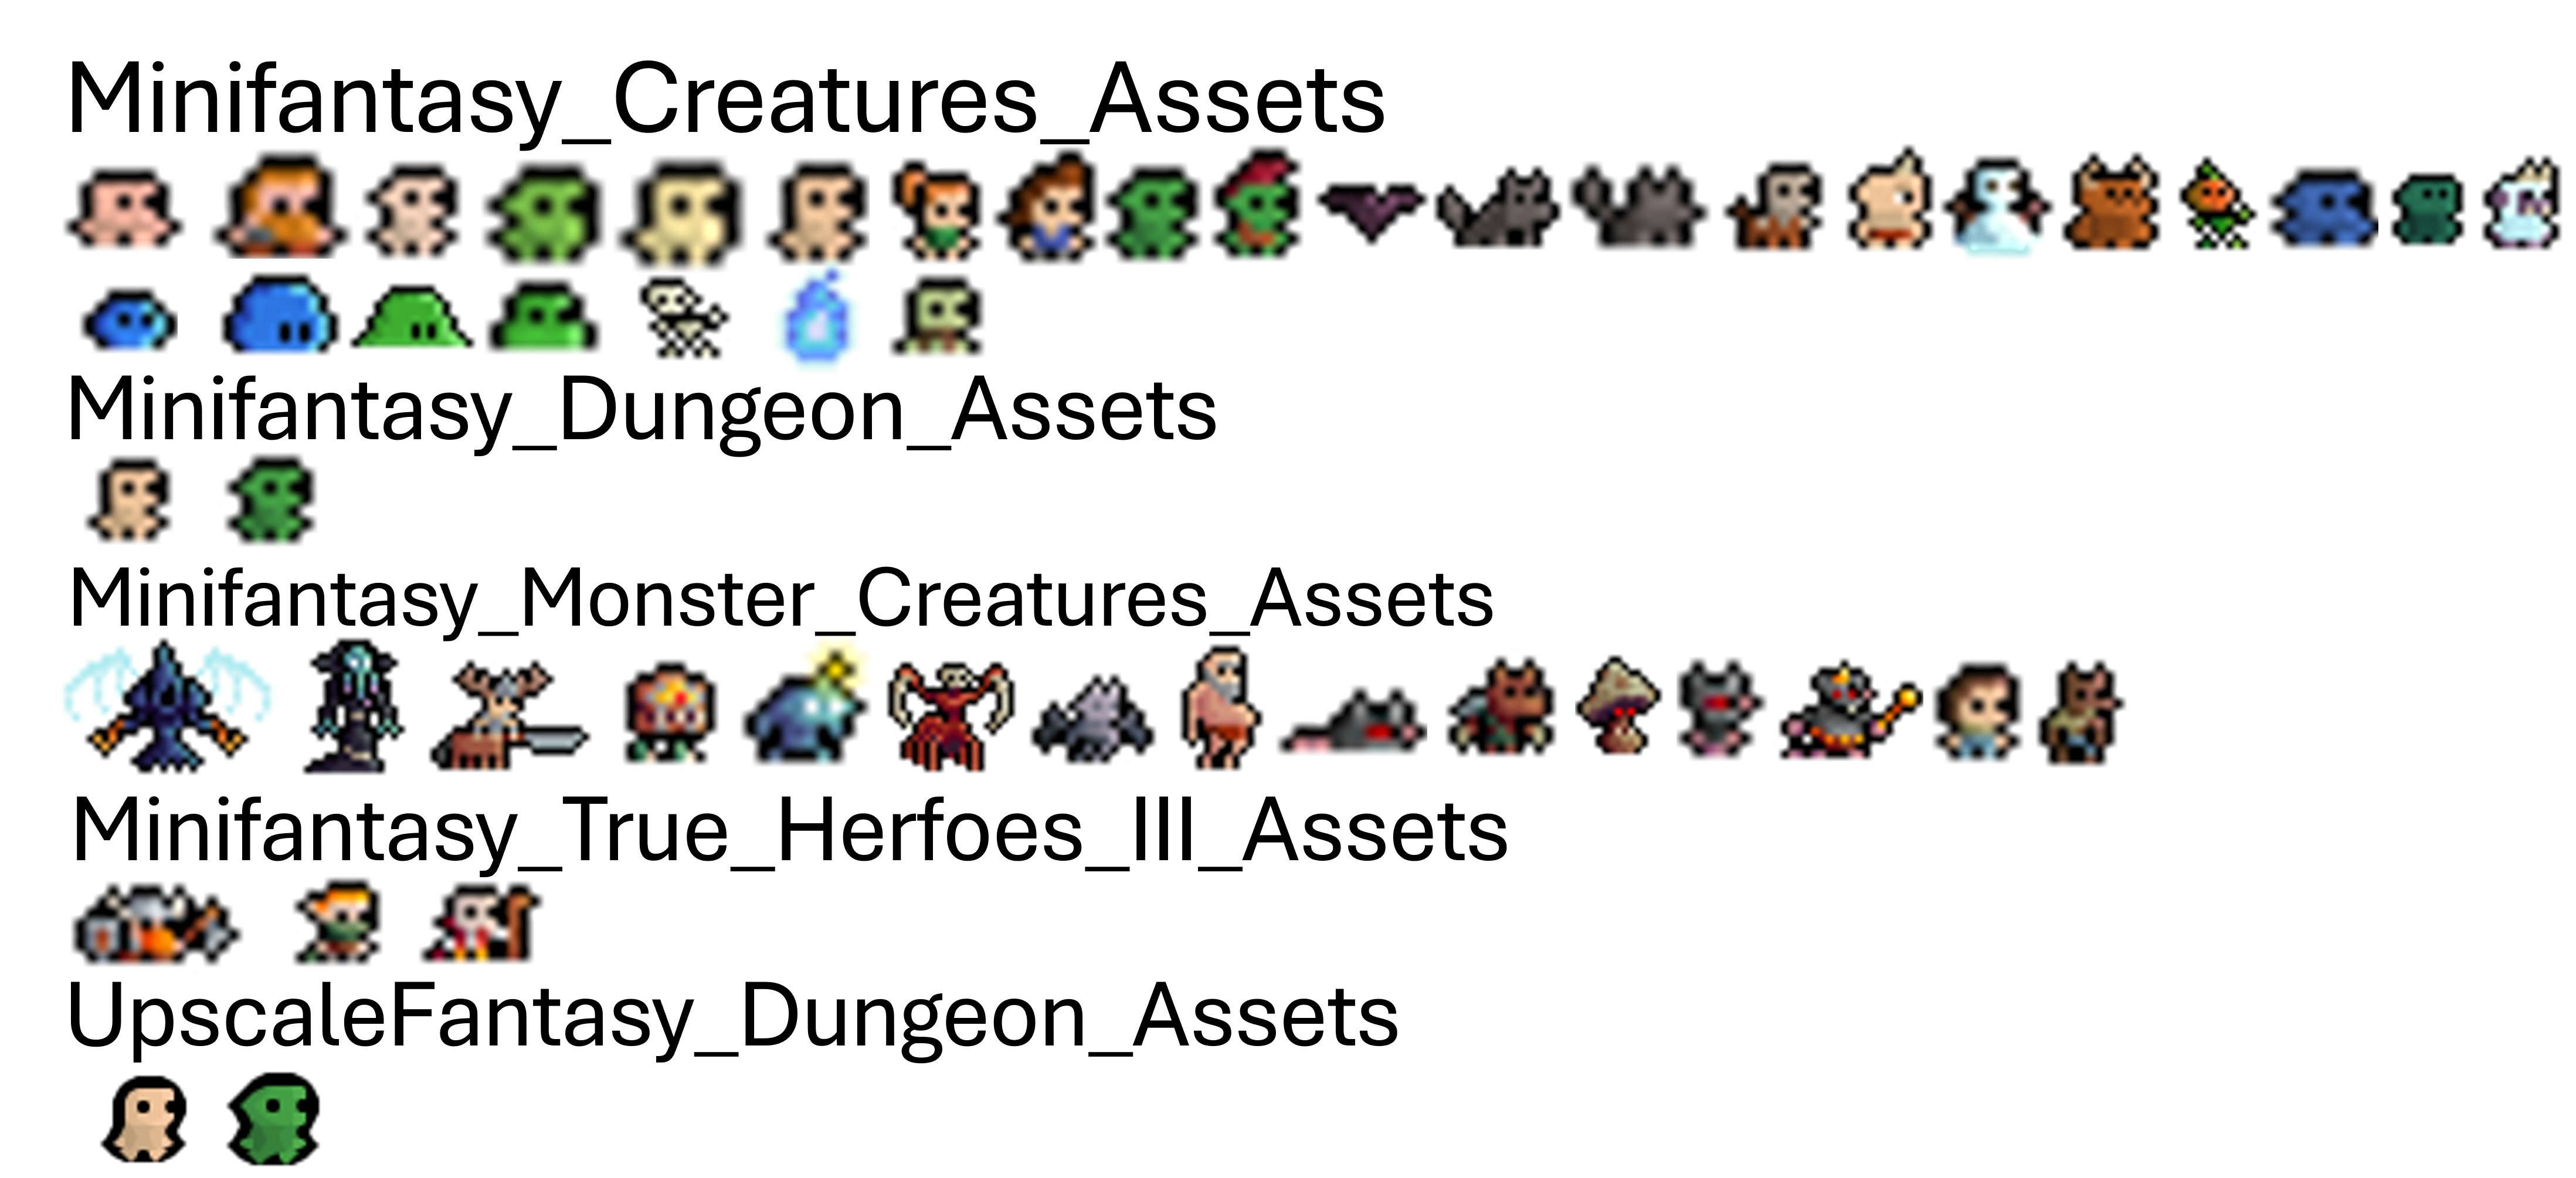 Minifantasy_Creatures_Assets
Minifantasy_Dungeon_Assets
Minifantasy_Monster_Creatures_Assets
Minifantasy_True_Herfoes_III_Assets
UpscaleFantasy_Dungeon_Assets